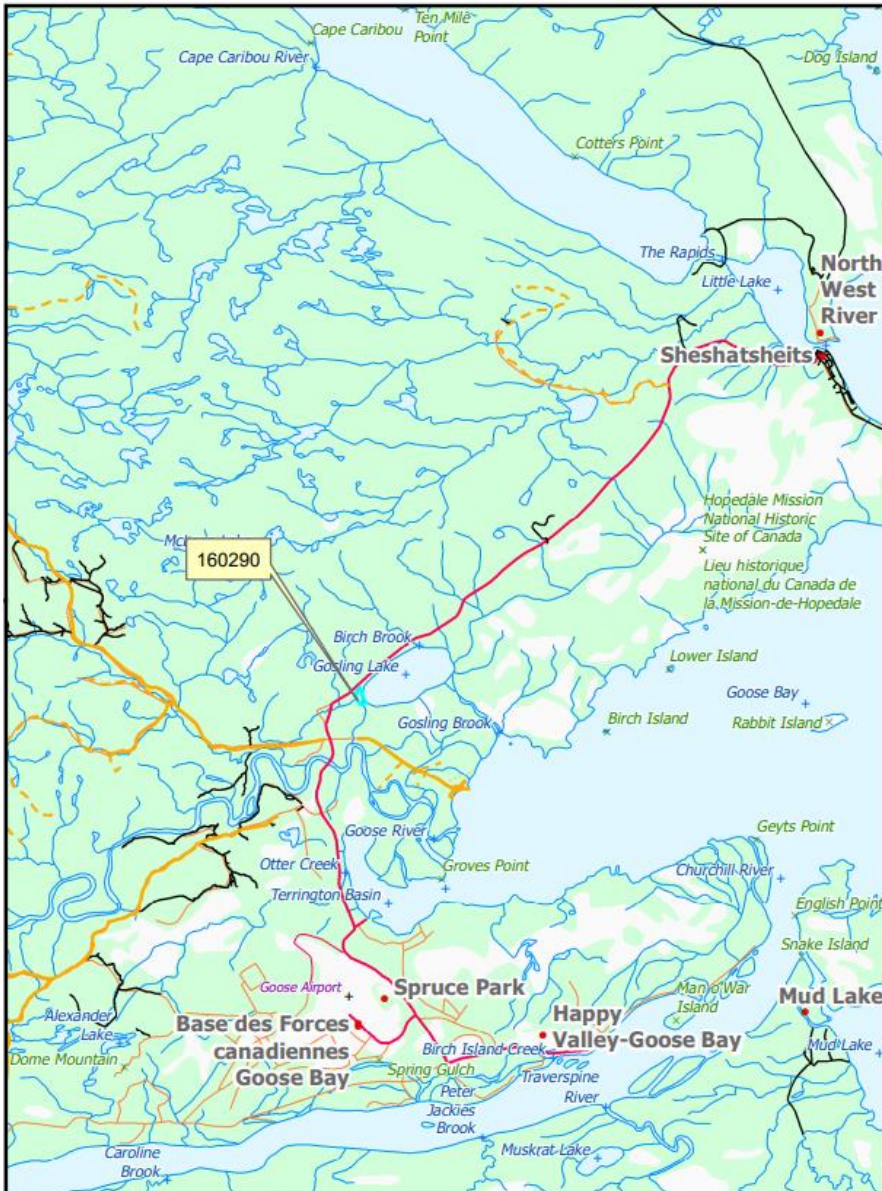 Cape Caribou
Ten Mile
Point
Cape Caribou River
Dog Island
Cotters Point
The Rapids
Little Lake
North
West
River
Sheshatsheits
Hopedale Mission
National Historic
Site of Canada
Lieu historique
national du Canada de
la Mission-de-Hopedale
160290
Birch Brook
Gosling Lake
Lower Island
Goose Bay
Gosling Brook
Birch Island
Rabbit Island
Goose River
Geyts Point
Otter Creek
Groves Point
Churchill River
Terrington Basin
English Point
Snake Island
Goose Airport
Spruce Park
Man o'War
Island
Mud Lake
Alexander
Lake
Base des Forces
canadiennes
Goose Bay
Happy
Valley-Goose Bay
Birch Island Creek
Mud Lake
Dome Mountain
Spring Gulch
Traverspine
River
Peter
Jackies
Brook
Caroline
Brook
Muskrat Lake